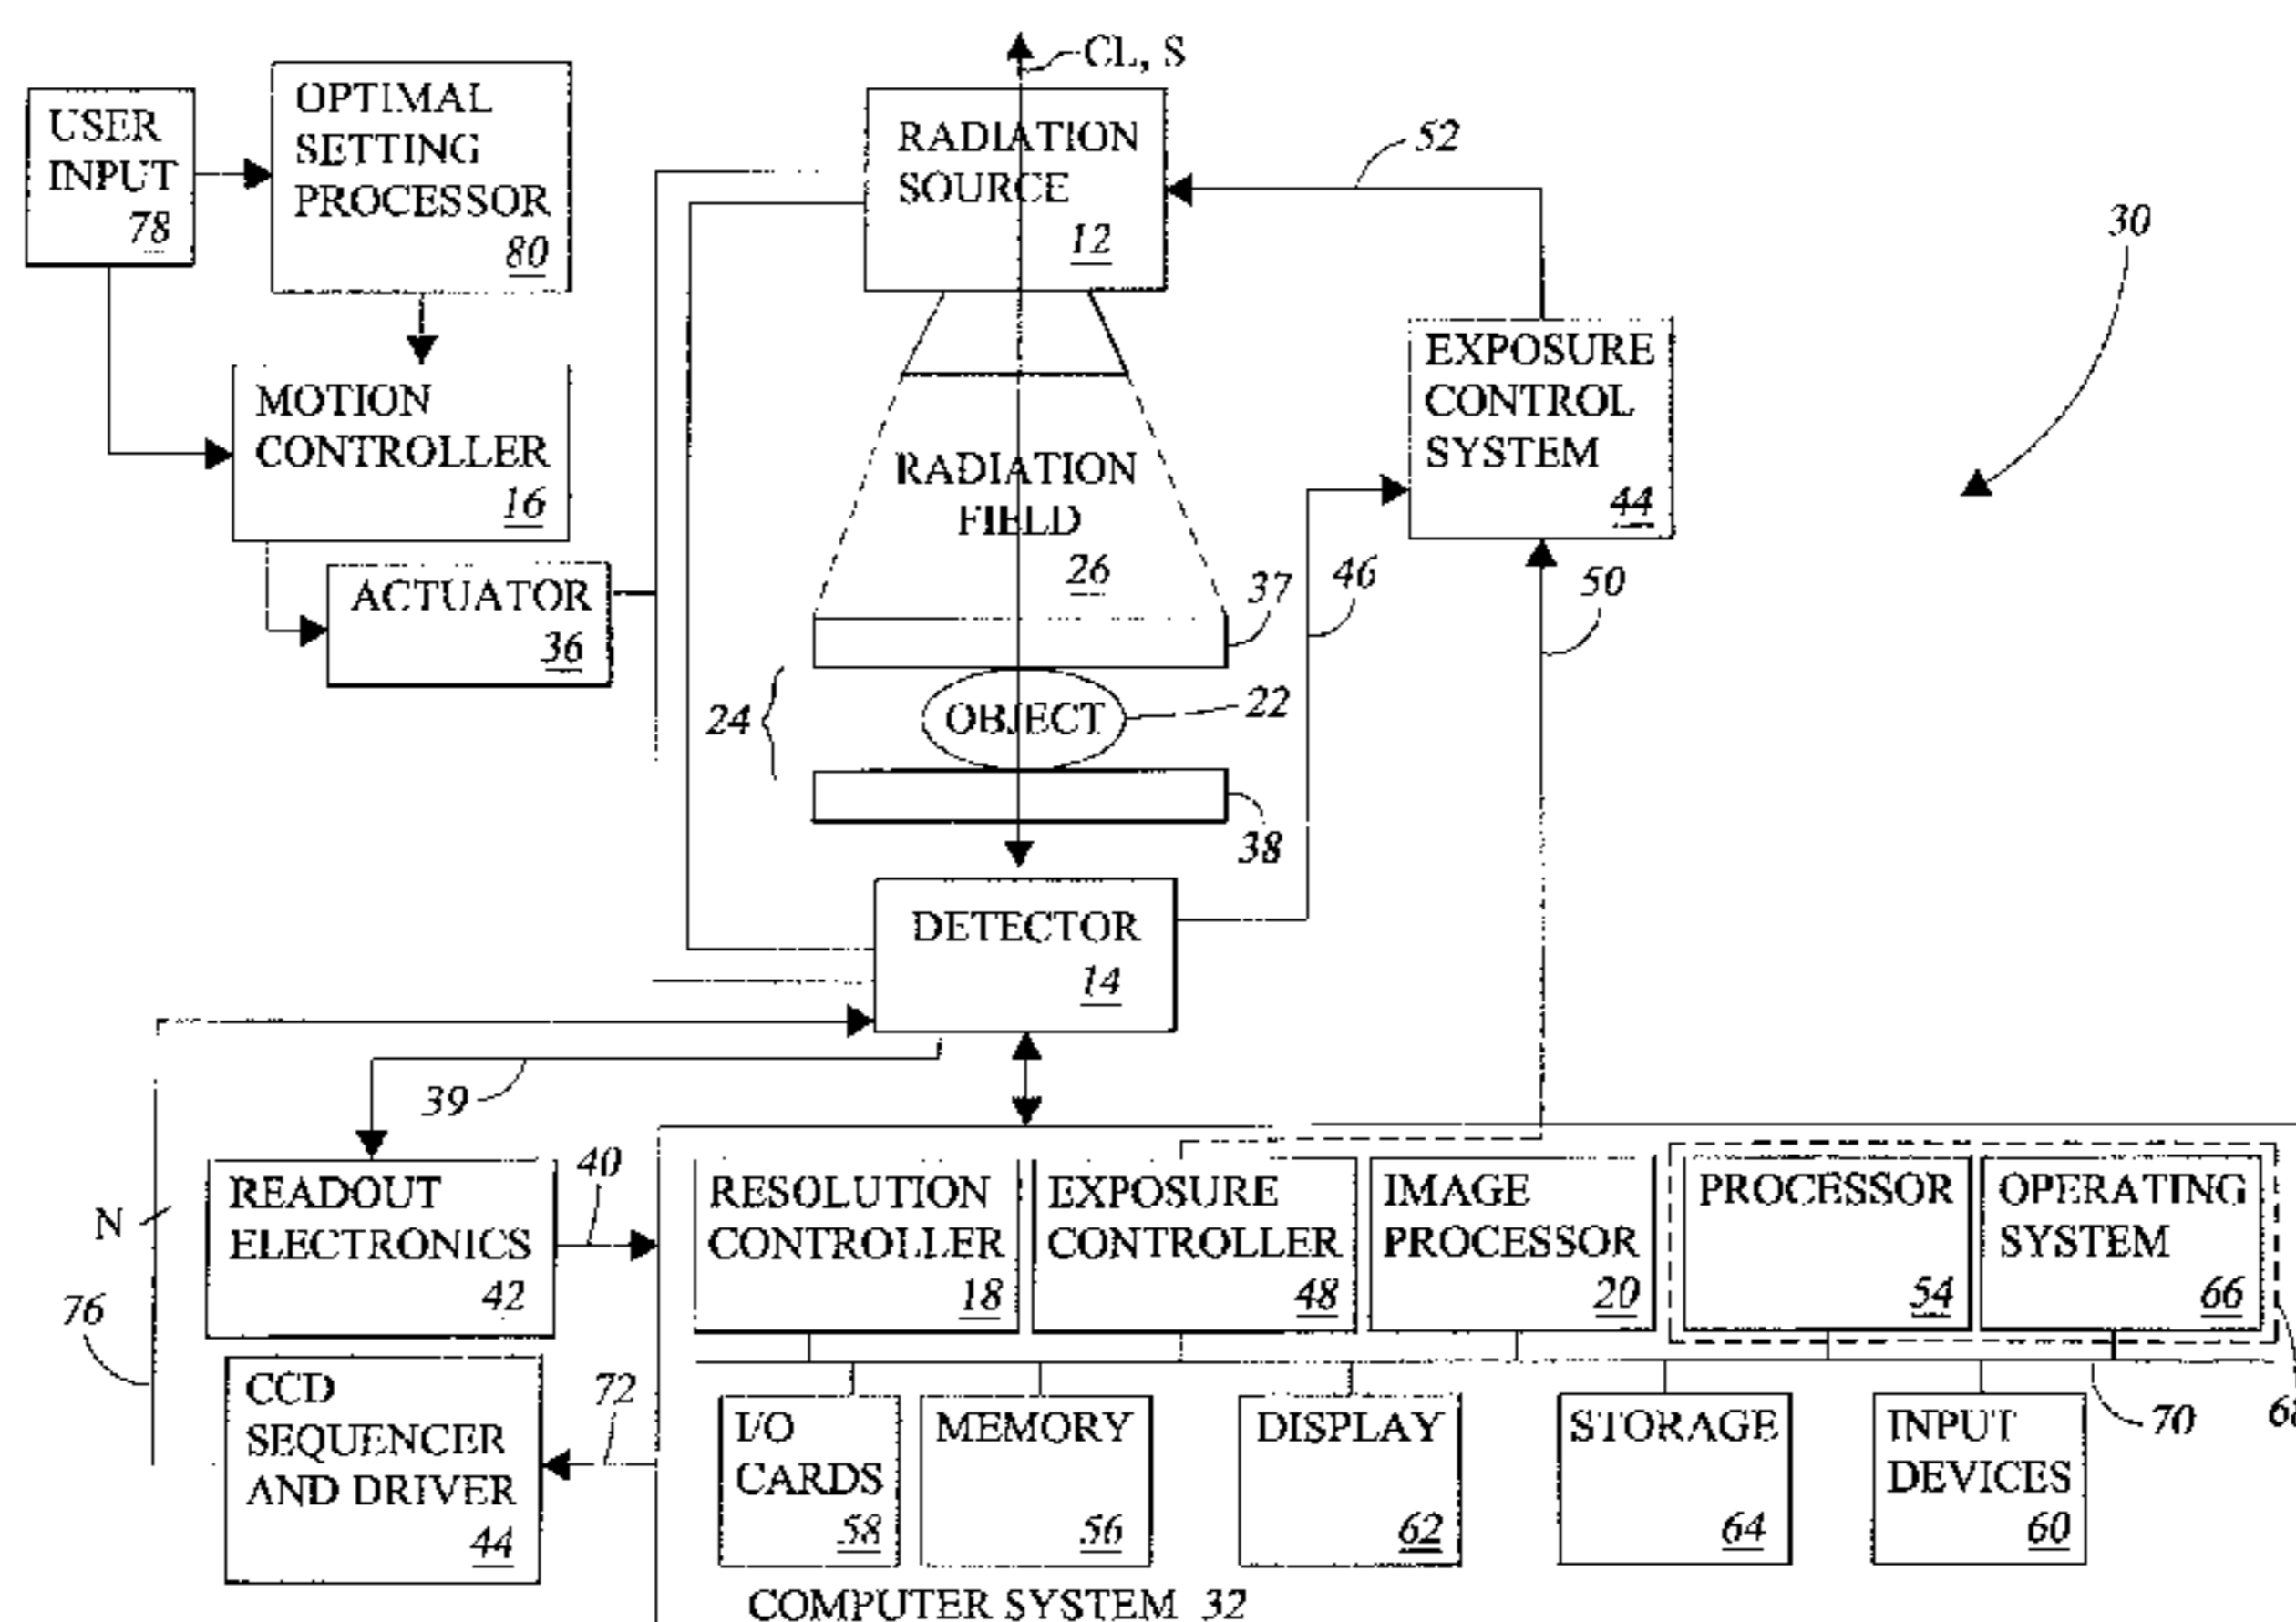 CL, S
USER
INPUT
78
OPTIMAL
SETTING
PROCESSOR
80
RADIATION
SOURCE
12
52
30
MOTION
CONTROLLER
16
EXPOSURE
CONTROL
SYSTEM
44
RADIATION
FIELD
26
ACTUATOR
36
37
46
50
24
OBJECT
22
38
DETECTOR
14
39
N
76
READOUT
ELECTRONICS
42
40
RESOLUTION
CONTROLLER
18
EXPOSURE
CONTROLLER
48
IMAGE
PROCESSOR
20
PROCESSOR
54
OPERATING
SYSTEM
66
CCD
SEQUENCER
AND DRIVER
44
72
I/O
CARDS
58
MEMORY
56
DISPLAY
62
STORAGE
64
INPUT
DEVICES
60
70
COMPUTER SYSTEM 32